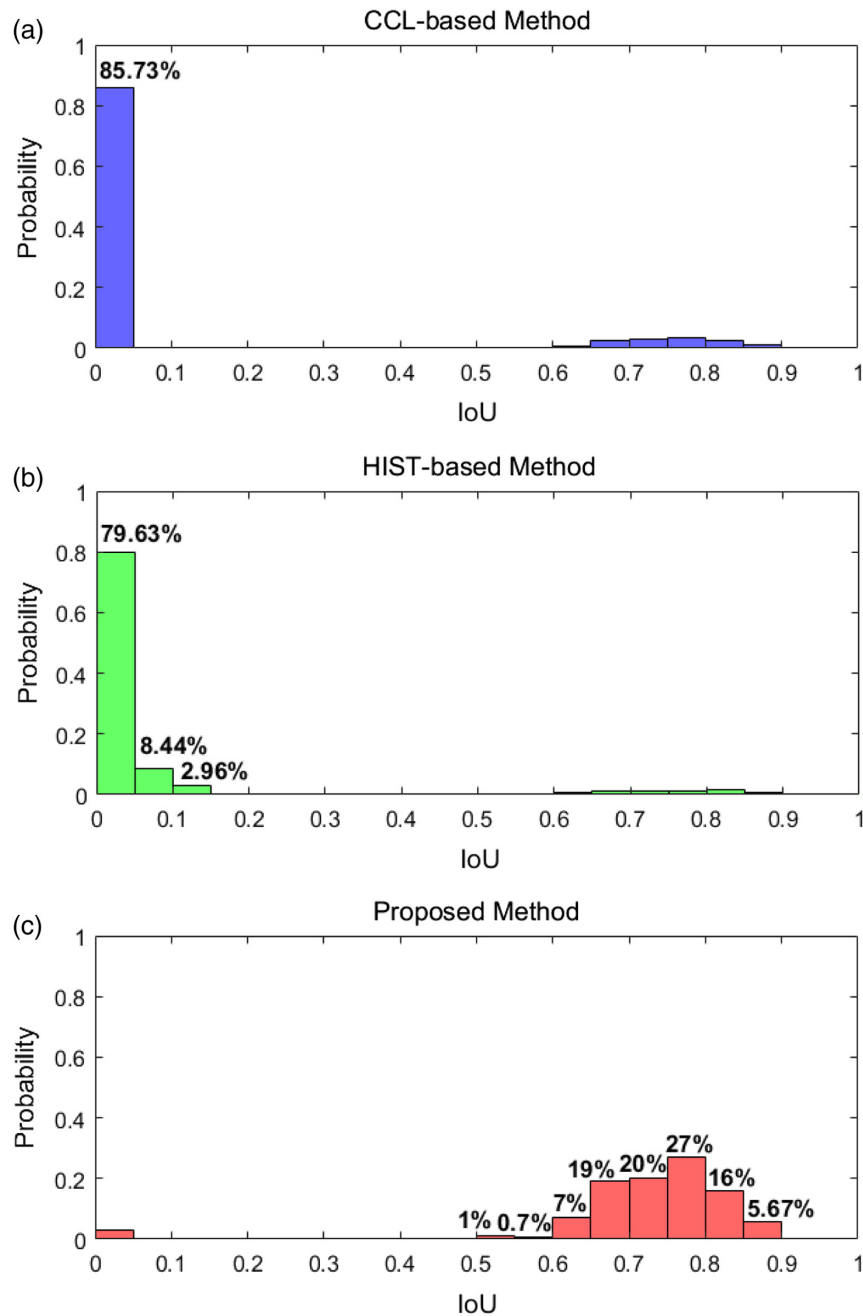 (a)
CCL-based Method
1
0.8
0.6
0.4
0.2
0
Probability
85.73%
0 0.1 0.2 0.3 0.4 0.5 0.6 0.7 0.8 0.9 1
IoU
(b)
HIST-based Method
1
0.8
0.6
0.4
0.2
0
Probability
79.63%
8.44%
2.96%
0 0.1 0.2 0.3 0.4 0.5 0.6 0.7 0.8 0.9 1
IoU
(c)
Proposed Method
1
0.8
0.6
0.4
0.2
0
Probability
1% 0.7% 7% 19% 20% 27% 16% 5.67%
0 0.1 0.2 0.3 0.4 0.5 0.6 0.7 0.8 0.9 1
IoU